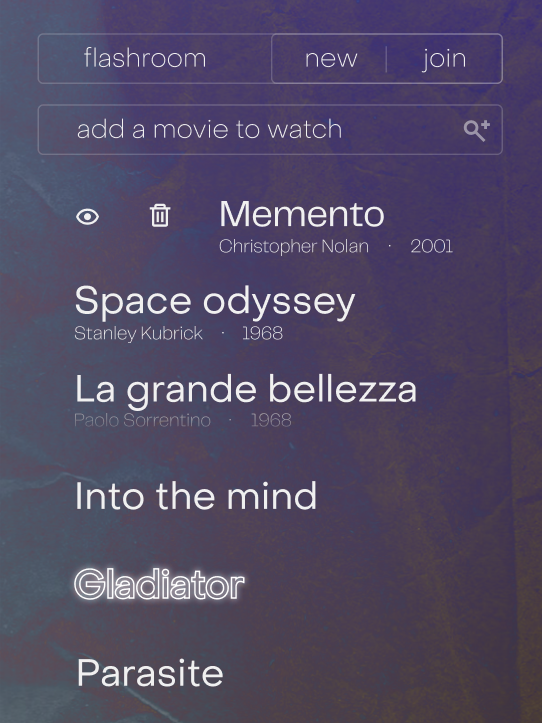 flashroom new join
add a movie to watch
Memento
Christopher Nolan · 2001
Space odyssey
Stanley Kubrick · 1968
La grande bellezza
Paolo Sorrentino · 1968
Into the mind
Gladiator
Parasite